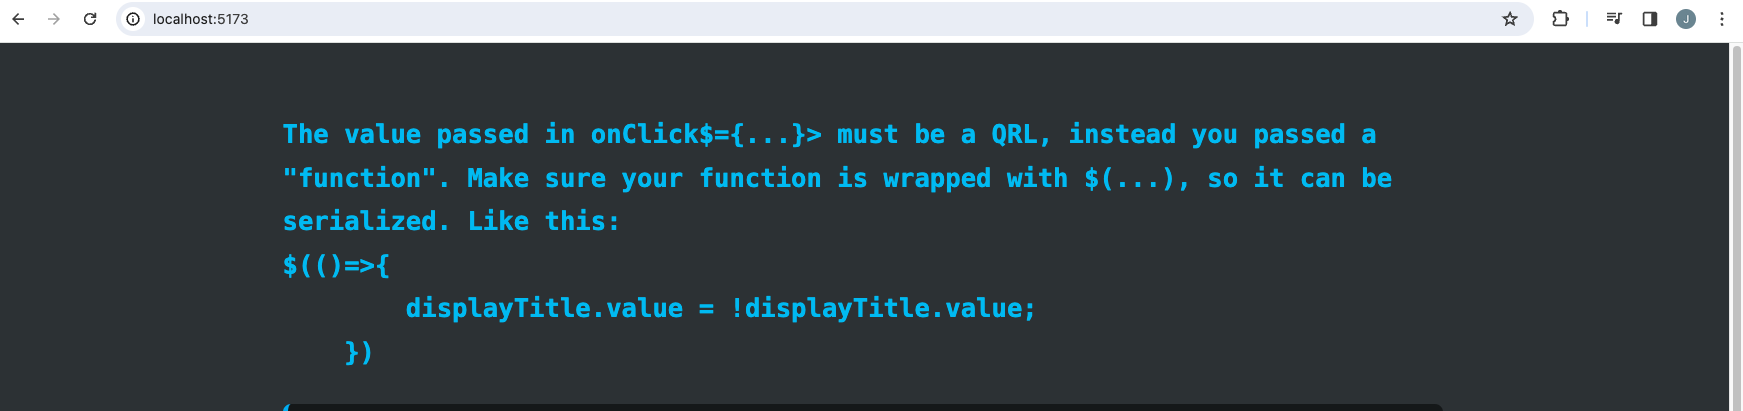 localhost:5173
J
The value passed in onClick$={...}> must be a QRL, instead you passed a
"function". Make sure your function is wrapped with $(...), so it can be
serialized. Like this:
$(()=>{
        displayTitle.value = !displayTitle.value;
    })